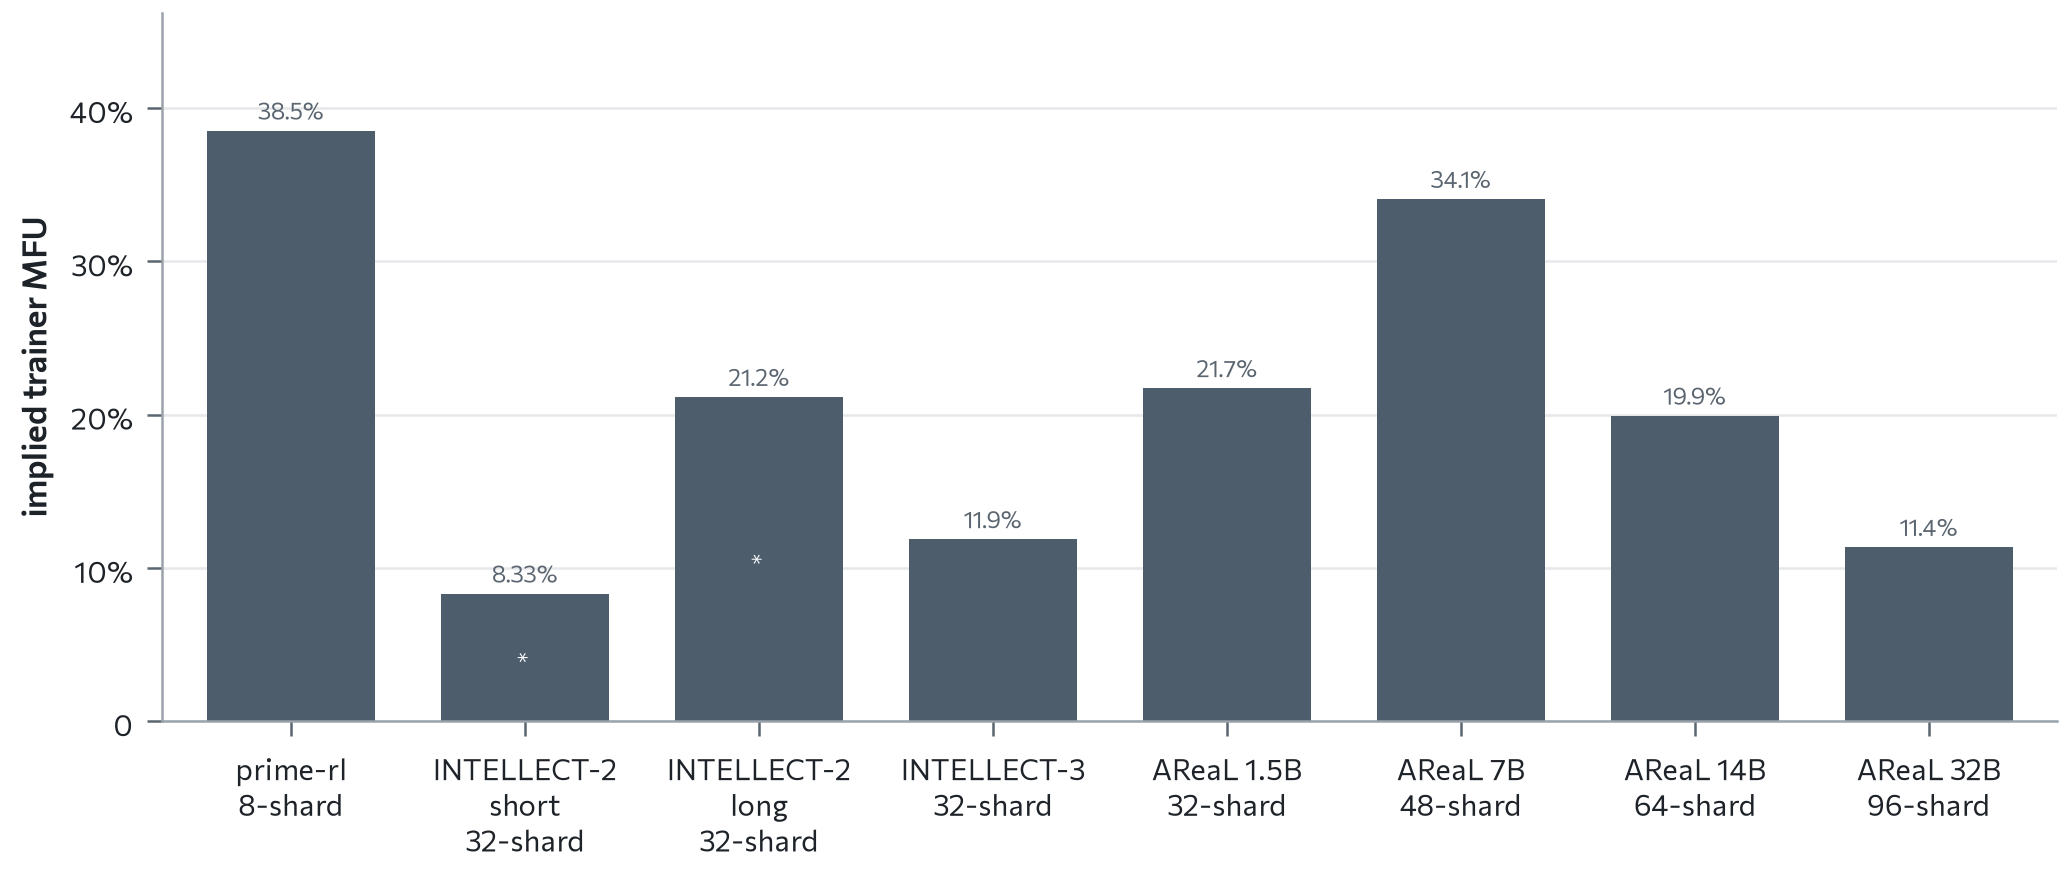 implied trainer MFU
40%
30%
20%
10%
0
38.5%
8.33%
*
21.2%
*
11.9%
21.7%
34.1%
19.9%
11.4%
prime-rl
8-shard
INTELLECT-2
short
32-shard
INTELLECT-2
long
32-shard
INTELLECT-3
32-shard
AReaL 1.5B
32-shard
AReaL 7B
48-shard
AReaL 14B
64-shard
AReaL 32B
96-shard